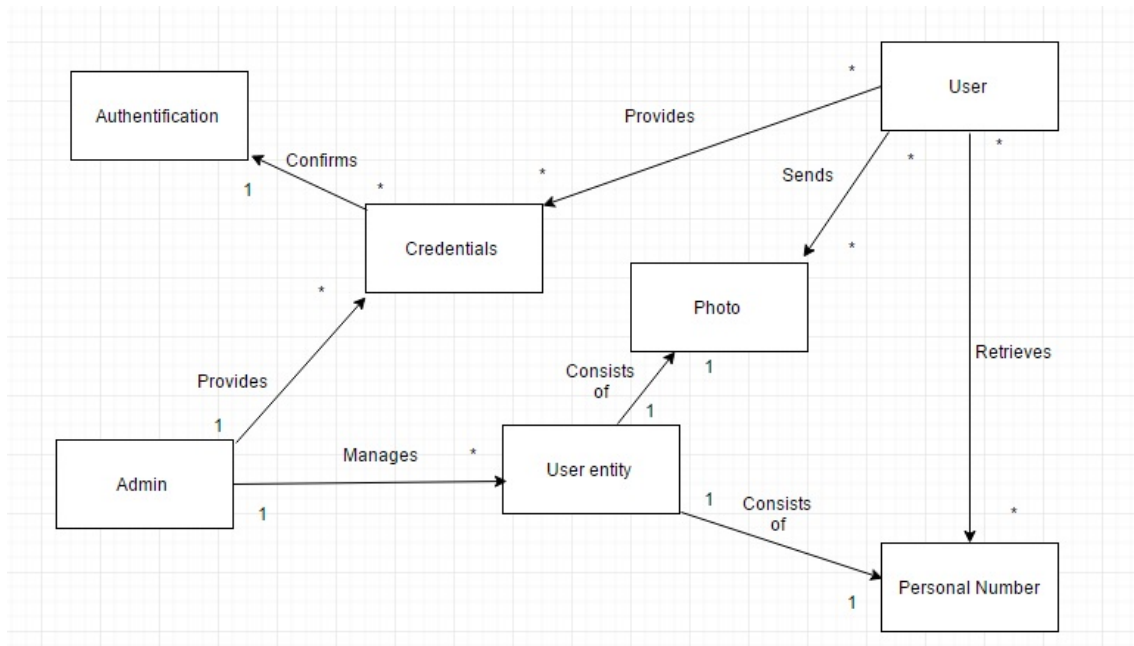 User
*
Authentification
Provides
Confirms
*
*
Sends
1
*
*
*
Credentials
*
*
Photo
Retrieves
Consists
of
1
Provides
1
1
Admin
Manages
*
User entity
1
1
Consists
of
*
Personal Number
1